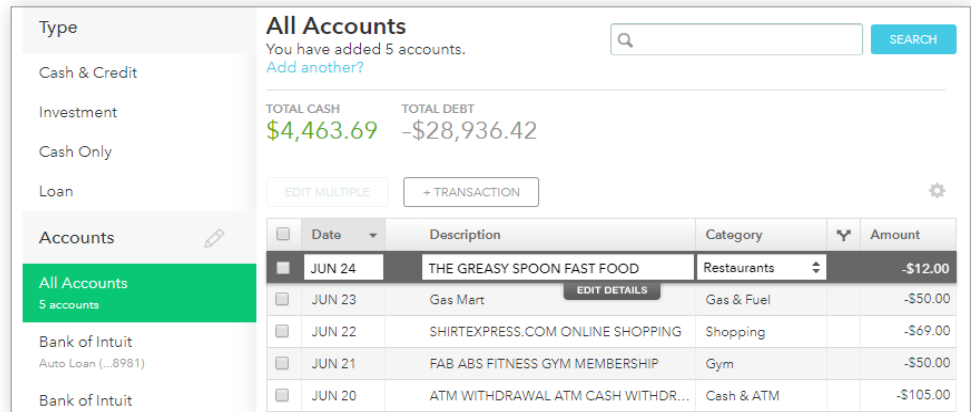 Type
Cash & Credit
Investment
Cash Only
Loan
Accounts
All Accounts
5 accounts
Bank of Intuit
Auto Loan (...8981)
Bank of Intuit
All Accounts
You have added 5 accounts.
Add another?
SEARCH
TOTAL CASH TOTAL DEBT
$4,463.69 -$28,936.42
EDIT MULTIPLE + TRANSACTION
Date Description Category Amount
JUN 24 THE GREASY SPOON FAST FOOD Restaurants -$12.00
EDIT DETAILS
JUN 23 Gas Mart Gas & Fuel -$50.00
JUN 22 SHIRTEXPRESS.COM ONLINE SHOPPING Shopping -$69.00
JUN 21 FAB ABS FITNESS GYM MEMBERSHIP Gym -$50.00
JUN 20 ATM WITHDRAWAL ATM CASH WITHDR... Cash & ATM -$105.00